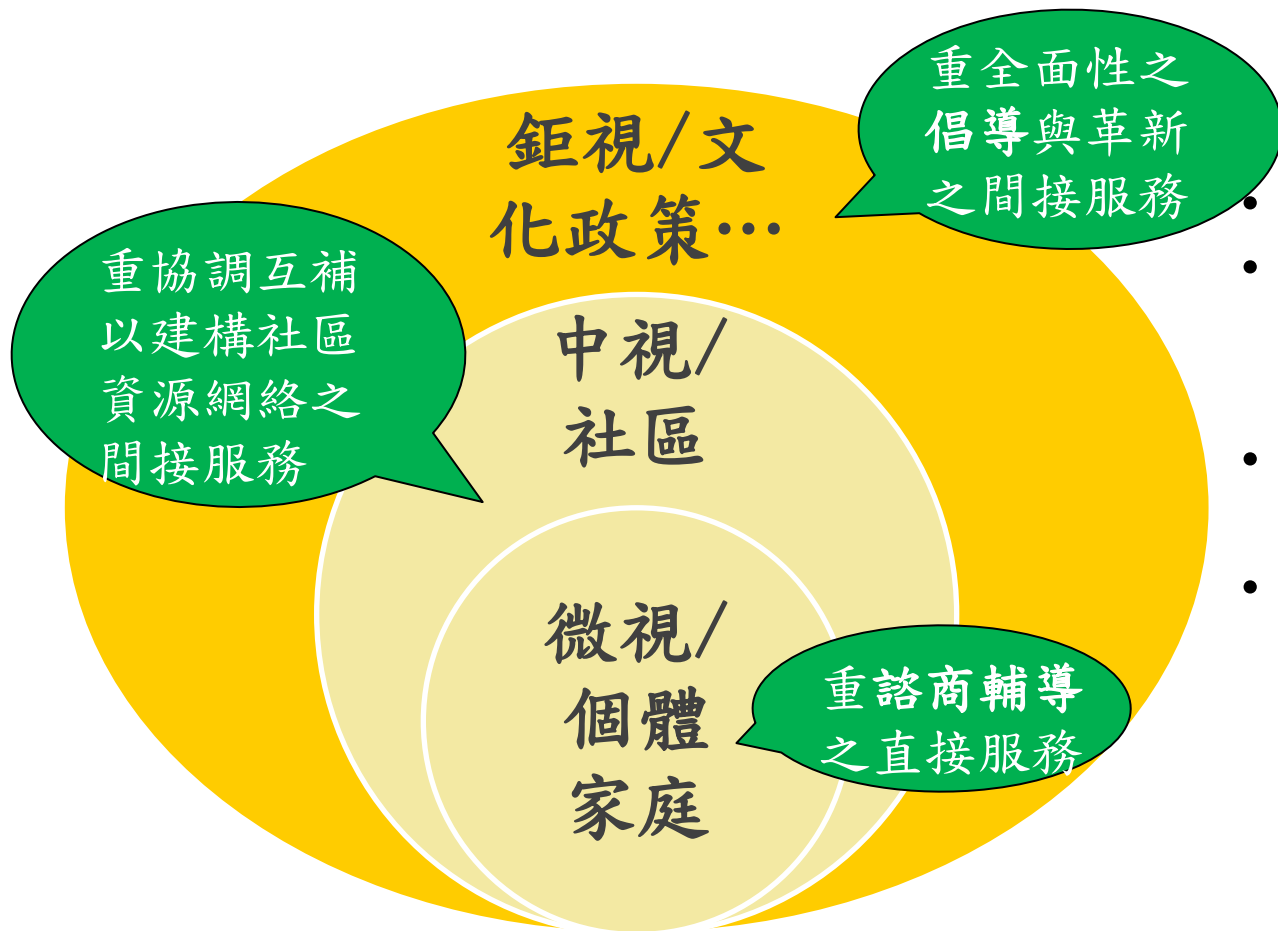 重全面性之
倡導與革新
之間接服務
鉅視/文
化政策…
重協調互補
以建構社區
資源網絡之
間接服務
中視/
社區
微視/
個體
家庭
重諮商輔導
之直接服務